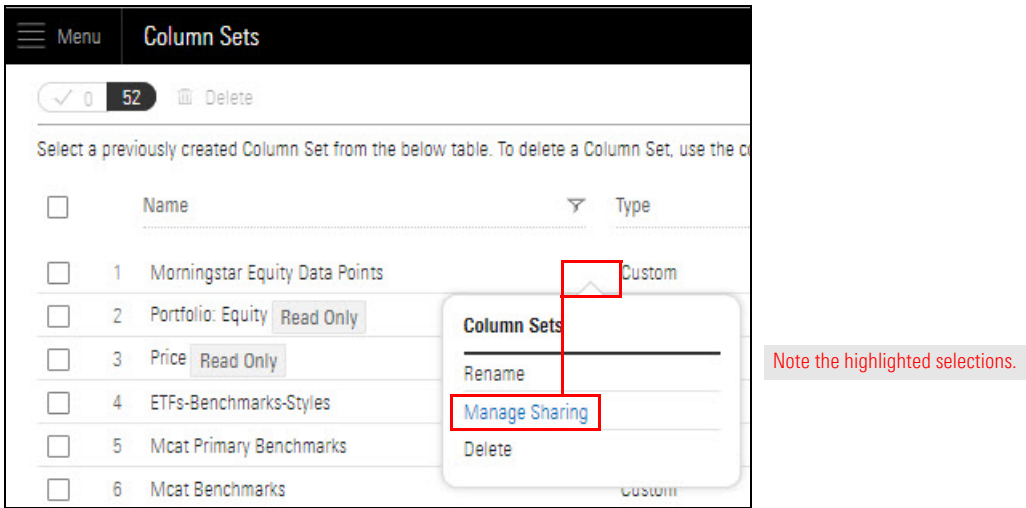 Menu Column Sets
0 52 Delete
Select a previously created Column Set from the below table. To delete a Column Set, use the
Name Type
1 Morningstar Equity Data Points Custom
2 Portfolio: Equity Read Only
3 Price Read Only
4 ETFs-Benchmarks-Styles
5 Mcat Primary Benchmarks
6 Mcat Benchmarks Custom
Column Sets
Rename
Manage Sharing
Delete
Note the highlighted selections.